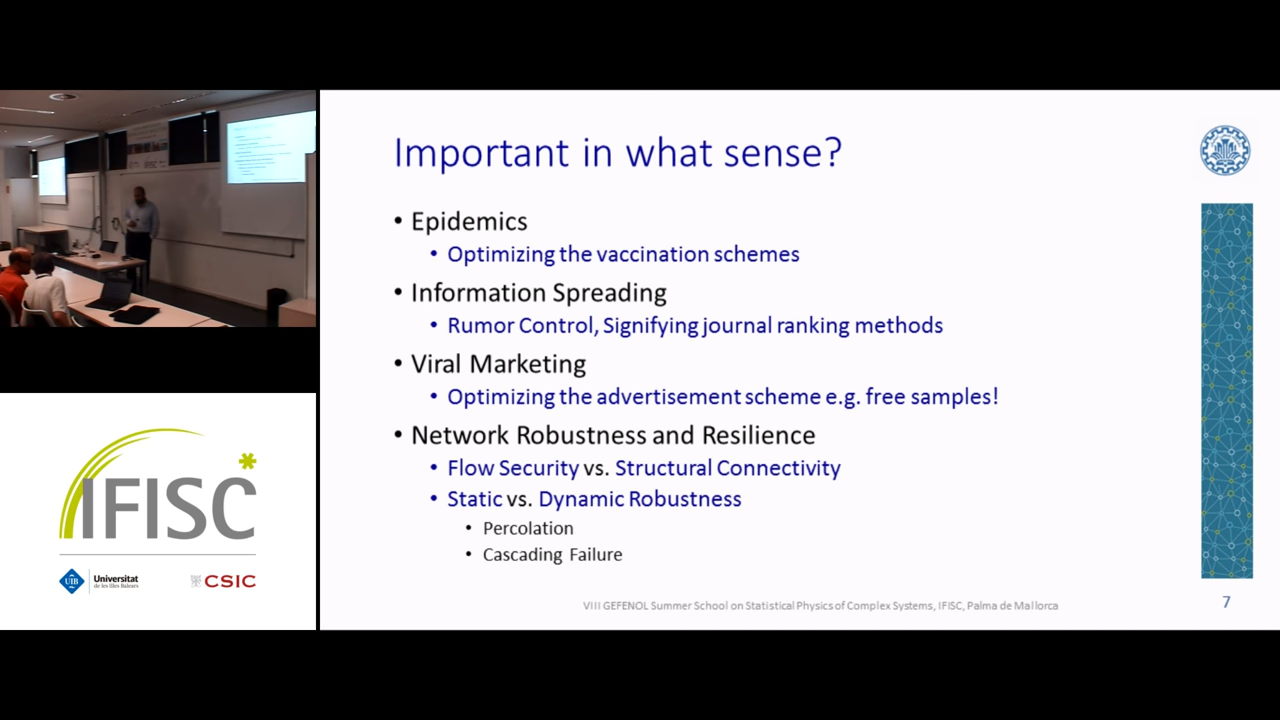 Important in what sense?
• Epidemics
• Optimizing the vaccination schemes
• Information Spreading
• Rumor Control, Signifying journal ranking methods
• Viral Marketing
• Optimizing the advertisement scheme e.g. free samples!
• Network Robustness and Resilience
• Flow Security vs. Structural Connectivity
• Static vs. Dynamic Robustness
• Percolation
• Cascading Failure
VIII GEFENOL Summer School on Statistical Physics of Complex Systems, IFISC, Palma de Mallorca
7
IFISC
UIB
Universitat
de les Illes Balears
CSIC